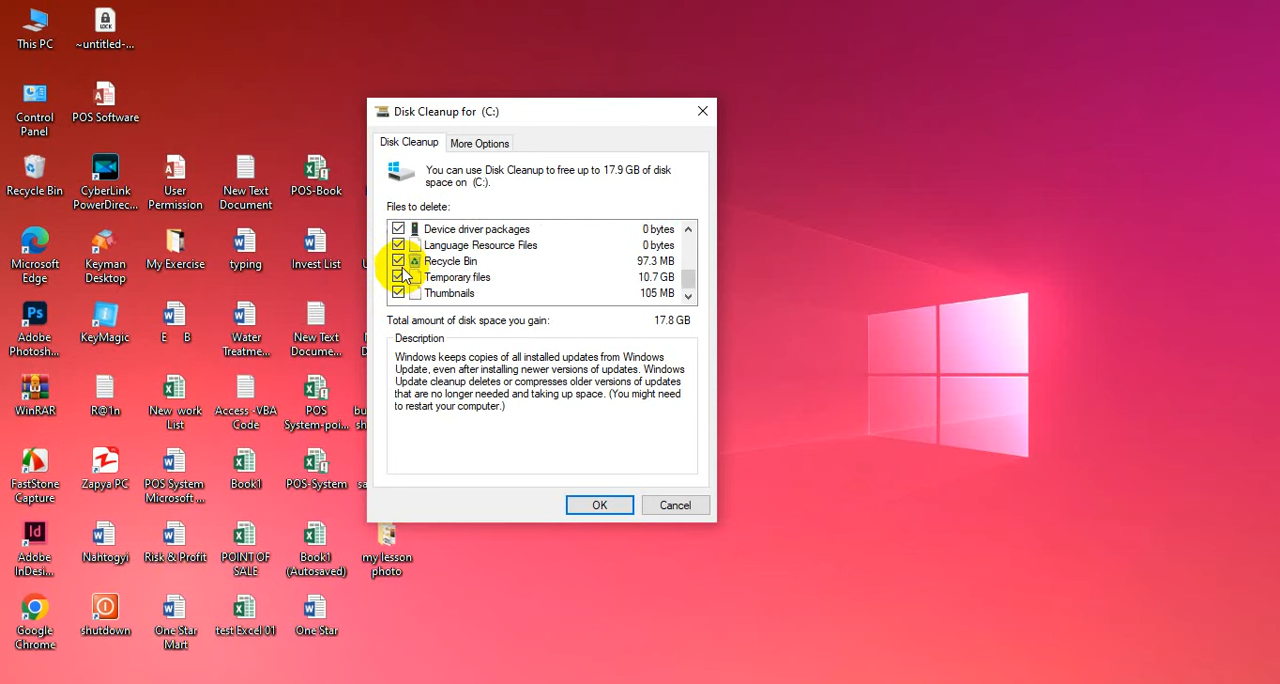 This PC
~untitled-...
Control
Panel
POS Software
Recycle Bin
CyberLink
PowerDirec...
User
Permission
New Text
Document
POS-Book
Microsoft
Edge
Keyman
Desktop
My Exercise
typing
Invest List
Adobe
Photosh...
KeyMagic
E B
Water
Treatme...
New Text
Docume...
WinRAR
R@1n
New work
List
Access -VBA
Code
POS
System-poi...
FastStone
Capture
Zapya PC
POS System
Microsoft ...
Book1
POS-System
Adobe
InDesi...
Nahtogyi
Risk & Profit
POINT OF
SALE
Book1
(Autosaved)
my lesson
photo
Google
Chrome
shutdown
One Star
Mart
test Excel 01
One Star
Disk Cleanup for (C:)
Disk Cleanup
More Options
You can use Disk Cleanup to free up to 17.9 GB of disk
space on (C:).
Files to delete:
Device driver packages 0 bytes
Language Resource Files 0 bytes
Recycle Bin 97.3 MB
Temporary files 10.7 GB
Thumbnails 105 MB
Total amount of disk space you gain: 17.8 GB
Description
Windows keeps copies of all installed updates from Windows
Update, even after installing newer versions of updates. Windows
Update cleanup deletes or compresses older versions of updates
that are no longer needed and taking up space. (You might need
to restart your computer.)
OK
Cancel